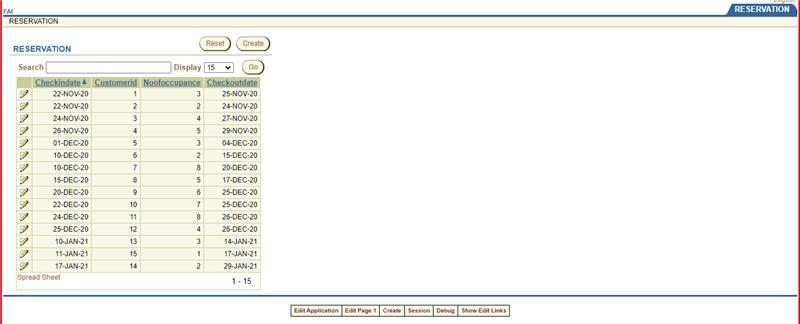 Logout
FAI
RESERVATION
RESERVATION
RESERVATION
Reset
Create
Search
Display 15
Go
Checkindate Customerid Noofoccupance Checkoutdate
22-NOV-20 1 3 25-NOV-20
22-NOV-20 2 2 24-NOV-20
24-NOV-20 3 4 27-NOV-20
26-NOV-20 4 5 29-NOV-20
01-DEC-20 5 3 04-DEC-20
10-DEC-20 6 2 15-DEC-20
10-DEC-20 7 8 20-DEC-20
15-DEC-20 8 5 17-DEC-20
20-DEC-20 9 6 25-DEC-20
22-DEC-20 10 7 25-DEC-20
24-DEC-20 11 8 26-DEC-20
25-DEC-20 12 4 26-DEC-20
10-JAN-21 13 3 14-JAN-21
11-JAN-21 15 1 17-JAN-21
17-JAN-21 14 2 29-JAN-21
Spread Sheet
1 - 15
Edit Application Edit Page 1 Create Session Debug Show Edit Links